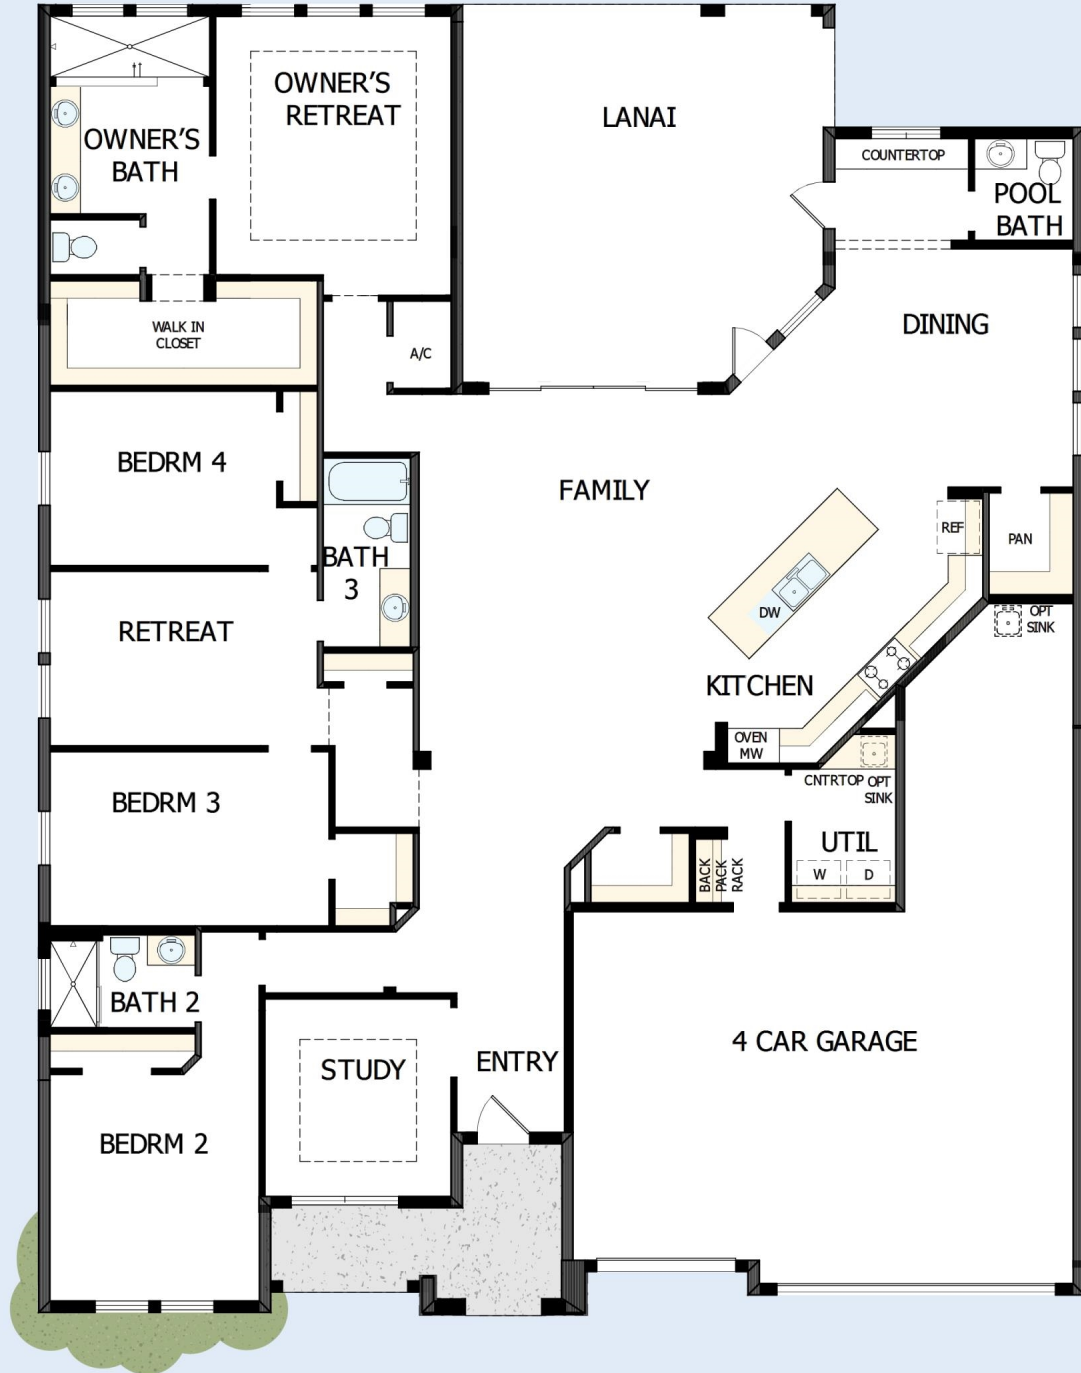 OWNER'S
RETREAT
OWNER'S
BATH
LANAI
COUNTERTOP
POOL
BATH
WALK IN
CLOSET
A/C
DINING
BEDRM 4
FAMILY
BATH
3
REF
PAN
RETREAT
DW
OPT
SINK
KITCHEN
OVEN
MW
BEDRM 3
CNTRTOP OPT
SINK
UTIL
W
D
BACK
PACK
RACK
BATH 2
STUDY
ENTRY
4 CAR GARAGE
BEDRM 2